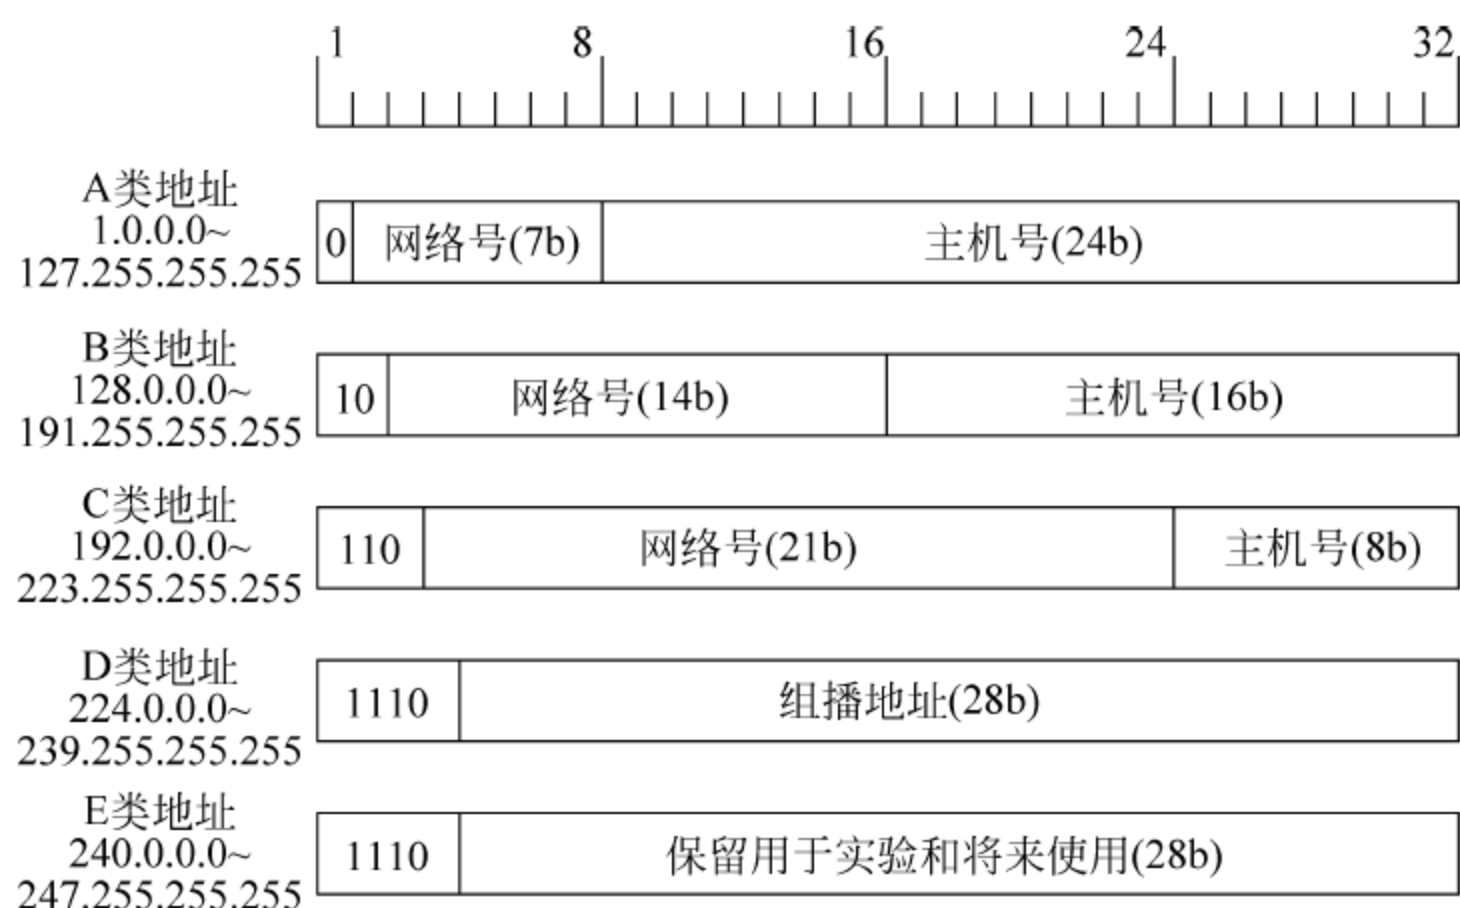 1 8 16 24 32
A类地址
1.0.0.0~
127.255.255.255
0 网络号(7b) 主机号(24b)
B类地址
128.0.0.0~
191.255.255.255
10 网络号(14b) 主机号(16b)
C类地址
192.0.0.0~
223.255.255.255
110 网络号(21b) 主机号(8b)
D类地址
224.0.0.0~
239.255.255.255
1110 组播地址(28b)
E类地址
240.0.0.0~
247.255.255.255
1110 保留用于实验和将来使用(28b)